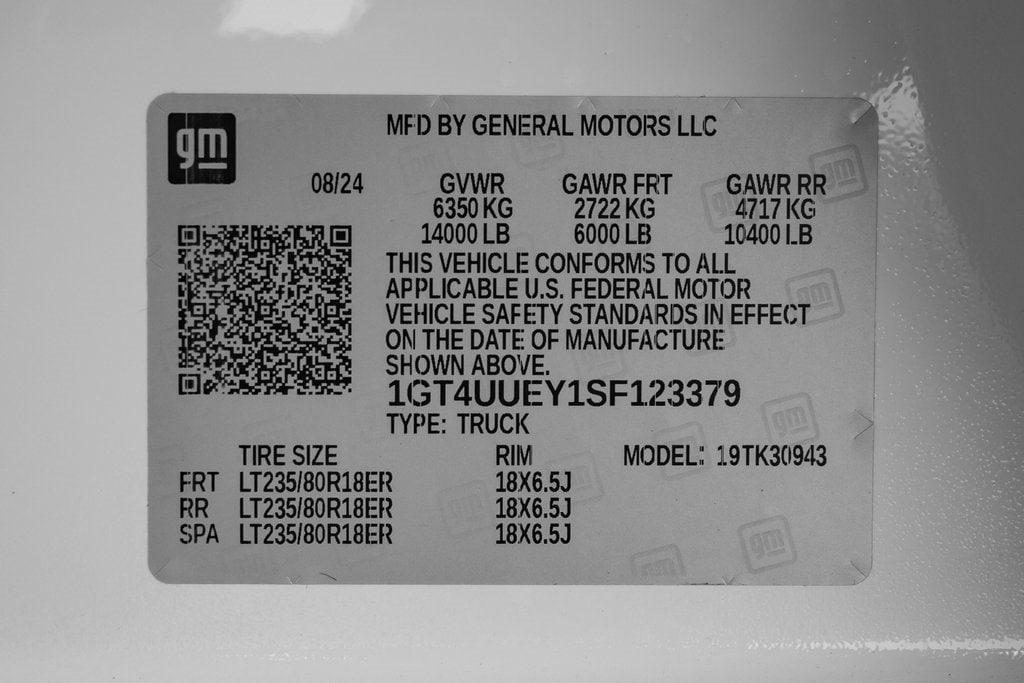 gm
MFD BY GENERAL MOTORS LLC
08/24 GVWR GAWR FRT GAWR RR
6350 KG 2722 KG 4717 KG
14000 LB 6000 LB 10400 LB
THIS VEHICLE CONFORMS TO ALL
APPLICABLE U.S. FEDERAL MOTOR
VEHICLE SAFETY STANDARDS IN EFFECT
ON THE DATE OF MANUFACTURE
SHOWN ABOVE.
1GT4UUEY1SF123379
TYPE: TRUCK
TIRE SIZE RIM MODEL: 19TK30943
FRT LT235/80R18ER 18X6.5J
RR LT235/80R18ER 18X6.5J
SPA LT235/80R18ER 18X6.5J